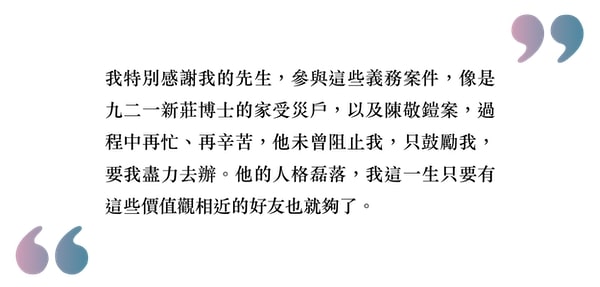 我特別感謝我的先生，參與這些義務案件，像是
九二一新莊博士的家受災戶，以及陳敬鎧案，過
程中再忙、再辛苦，他未曾阻止我，只鼓勵我，
要我盡力去辦。他的人格磊落，我這一生只要有
這些價值觀相近的好友也就夠了。